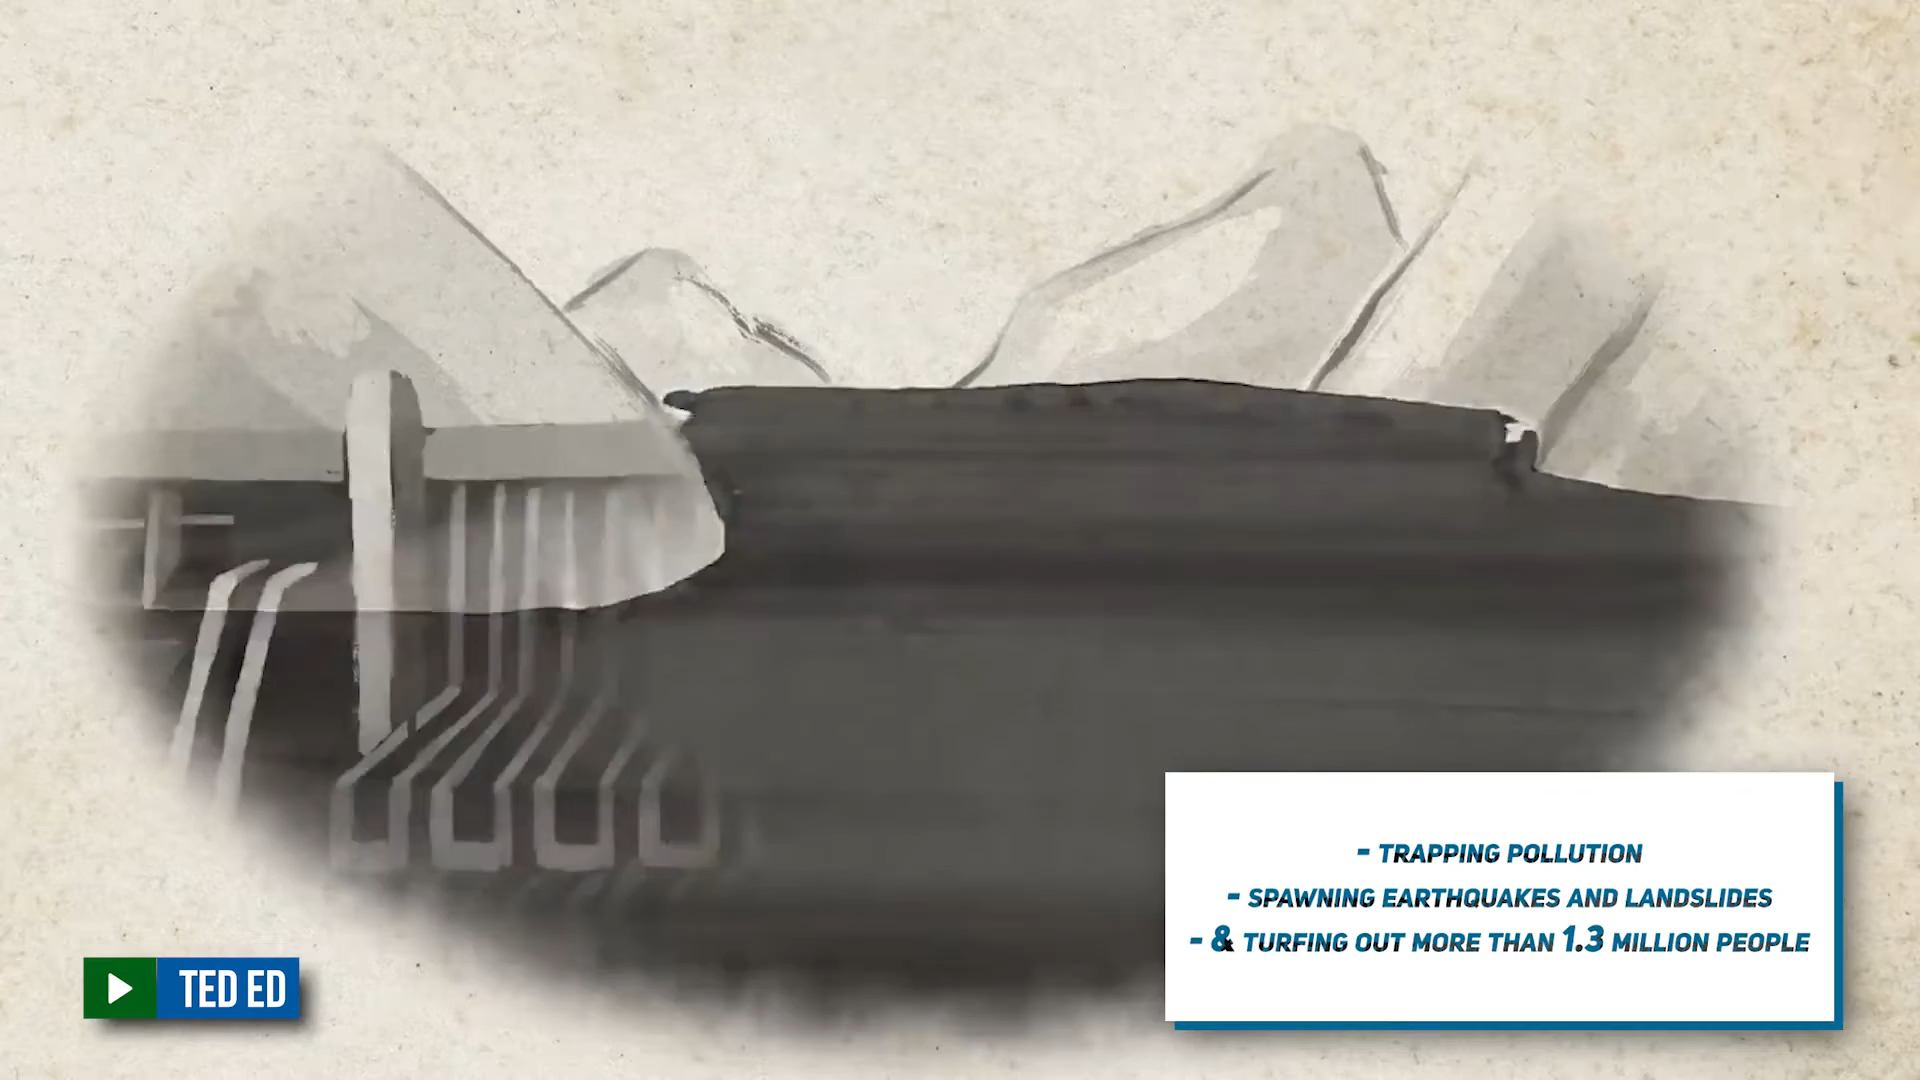 - TRAPPING POLLUTION
- SPAWNING EARTHQUAKES AND LANDSLIDES
- & TURFING OUT MORE THAN 1.3 MILLION PEOPLE
TED ED